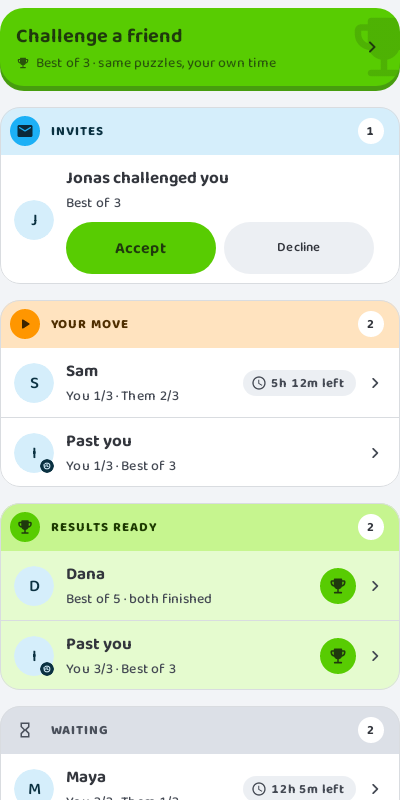 Challenge a friend
Best of 3 · same puzzles, your own time
INVITES 1
Jonas challenged you
J
Best of 3
Accept Decline
YOUR MOVE 2
S Sam 5h 12m left
You 1/3 · Them 2/3
Past you
You 1/3 · Best of 3
RESULTS READY 2
D Dana
Best of 5 · both finished
Past you
You 3/3 · Best of 3
WAITING 2
M Maya 12h 5m left